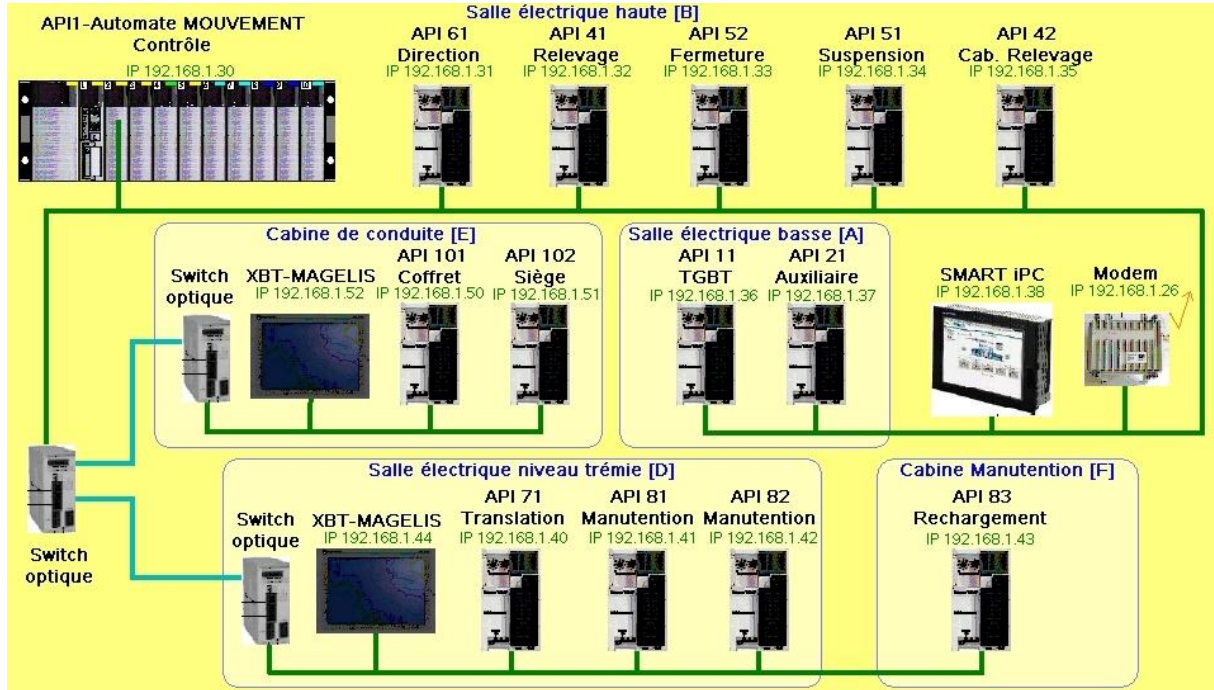 Salle électrique haute [B]
API1-Automate MOUVEMENT
Contrôle
IP 192.168.1.30
API 61
Direction
IP 192.168.1.31
API 41
Relevage
IP 192.168.1.32
API 52
Fermeture
IP 192.168.1.33
API 51
Suspension
IP 192.168.1.34
API 42
Cab. Relevage
IP 192.168.1.35
Cabine de conduite [E]
Switch
optique
XBT-MAGELIS
IP 192.168.1.52
API 101
Coffret
IP 192.168.1.50
API 102
Siège
IP 192.168.1.51
Salle électrique basse [A]
API 11
TGBT
IP 192.168.1.36
API 21
Auxiliaire
IP 192.168.1.37
SMART iPC
IP 192.168.1.38
Modem
IP 192.168.1.26
Switch
optique
Salle électrique niveau trémie [D]
Switch
optique
XBT-MAGELIS
IP 192.168.1.44
API 71
Translation
IP 192.168.1.40
API 81
Manutention
IP 192.168.1.41
API 82
Manutention
IP 192.168.1.42
Cabine Manutention [F]
API 83
Rechargement
IP 192.168.1.43